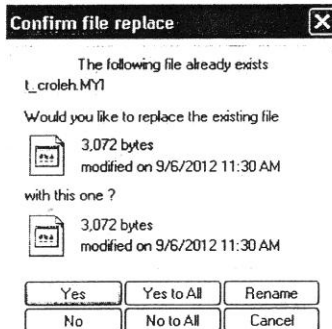 Confirm file replace
The following file already exists
t_croleh.MYI
Would you like to replace the existing file
3,072 bytes
modified on 9/6/2012 11:30 AM
with this one ?
3,072 bytes
modified on 9/6/2012 11:30 AM
Yes Yes to All Rename
No No to All Cancel